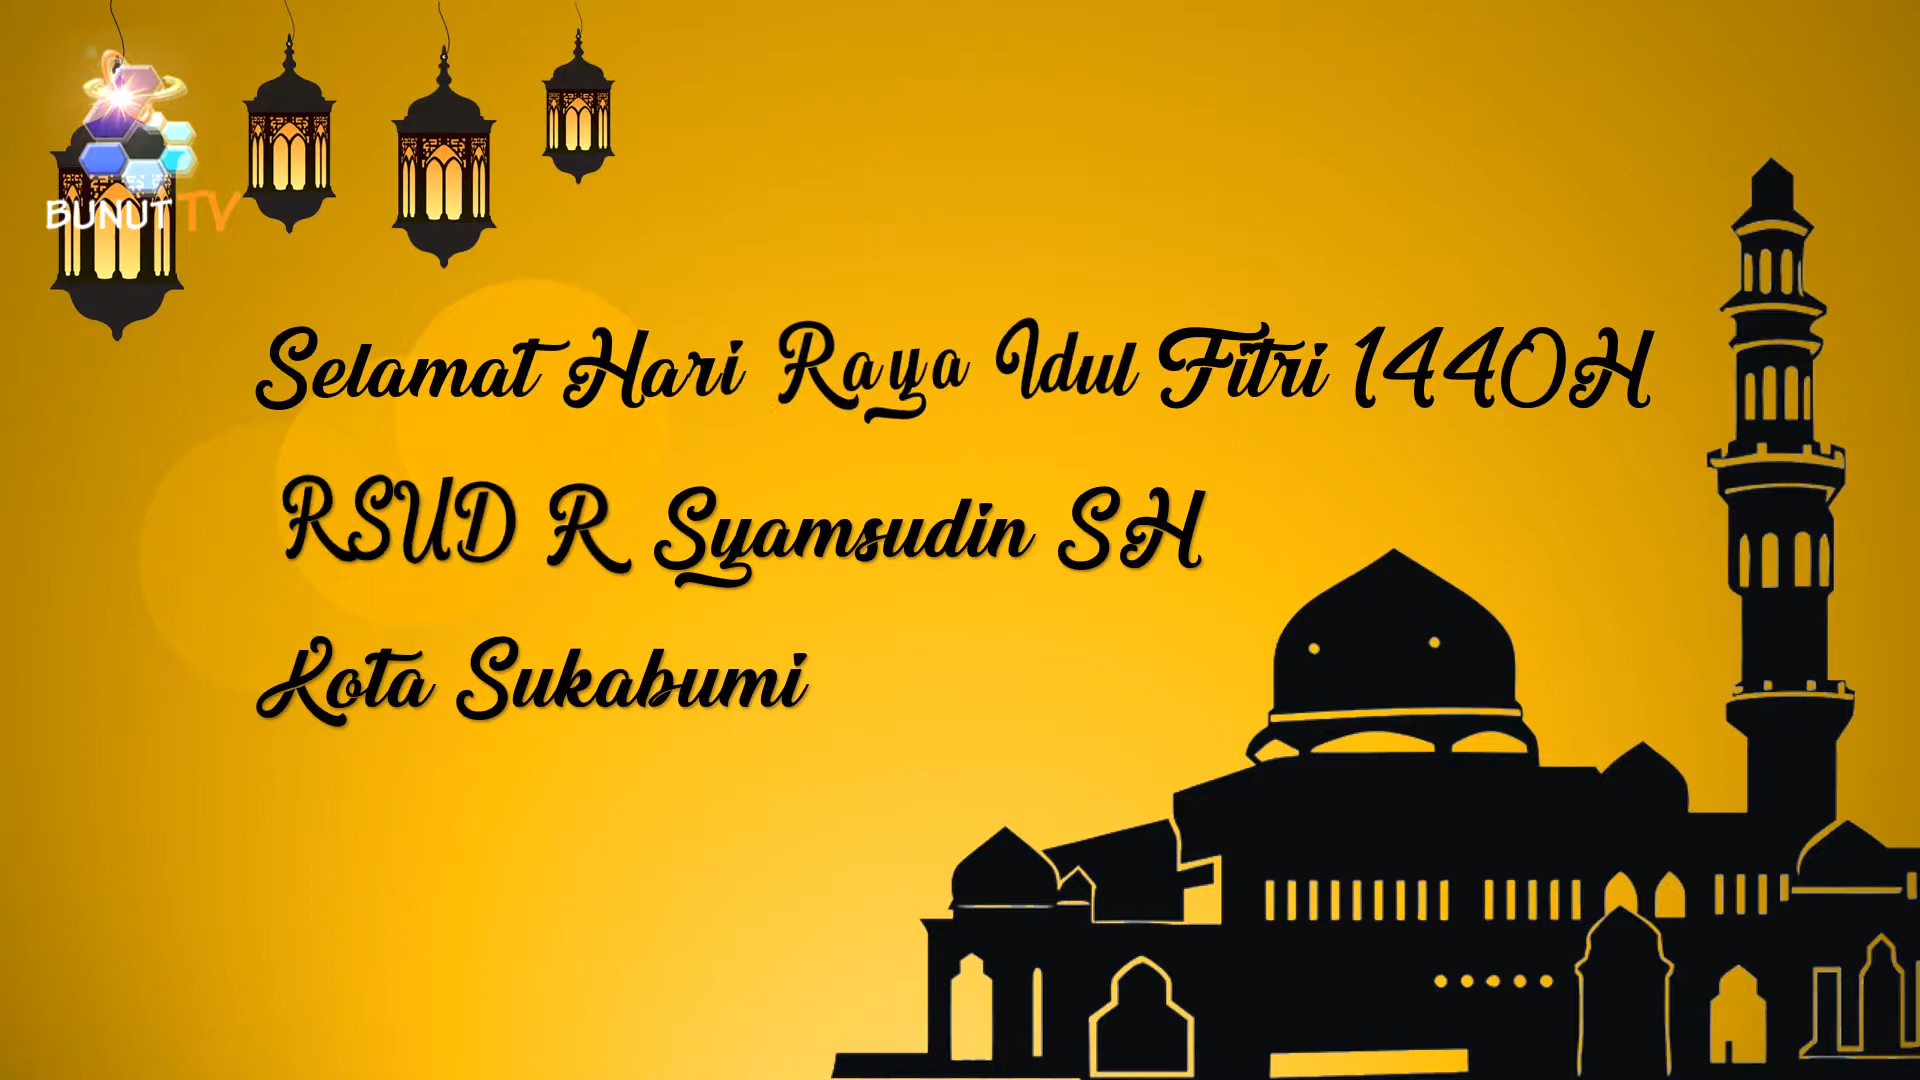 BUNUT TV
Selamat Hari Raya Idul Fitri 1440H
RSUD R Syamsudin SH
Kota Sukabumi